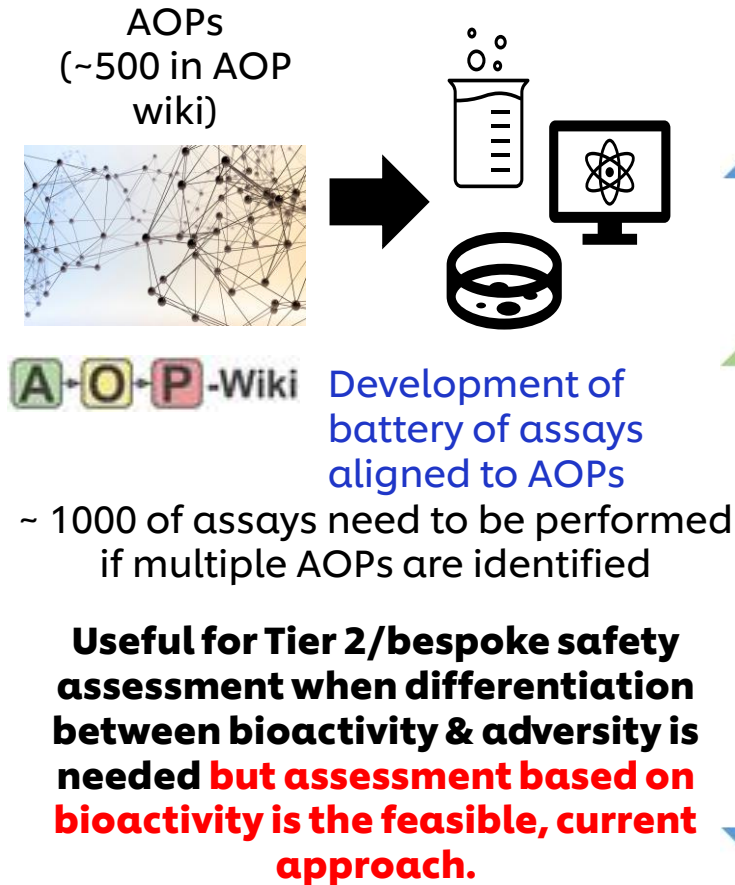 AOPs
(~500 in AOP
wiki)
A O P -Wiki
Development of
battery of assays
aligned to AOPs
~ 1000 of assays need to be performed
if multiple AOPs are identified
Useful for Tier 2/bespoke safety
assessment when differentiation
between bioactivity & adversity is
needed but assessment based on
bioactivity is the feasible, current
approach.